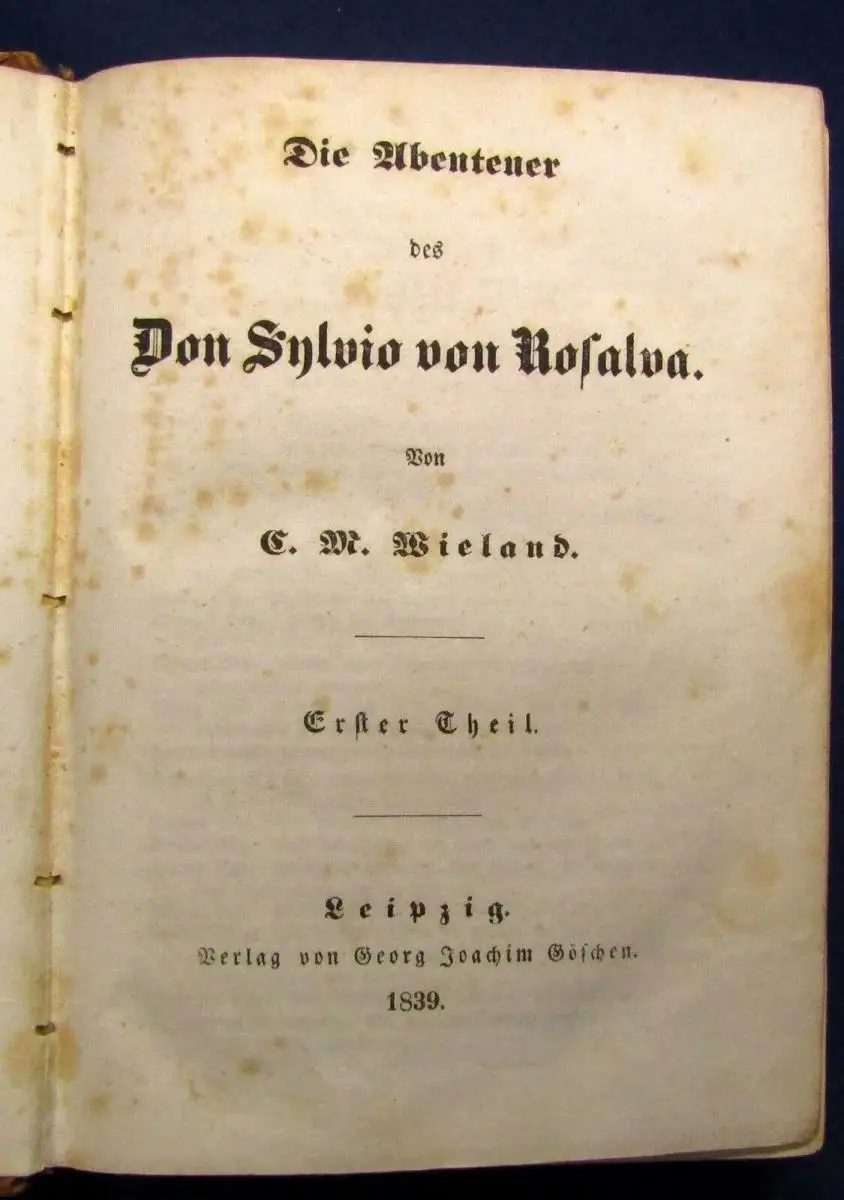 Die Abenteuer
des
Don Sylvio von Rosalva.
Von
C. M. Wieland.
Erster Theil.
Leipzig.
Verlag von Georg Joachim Göschen.
1839.